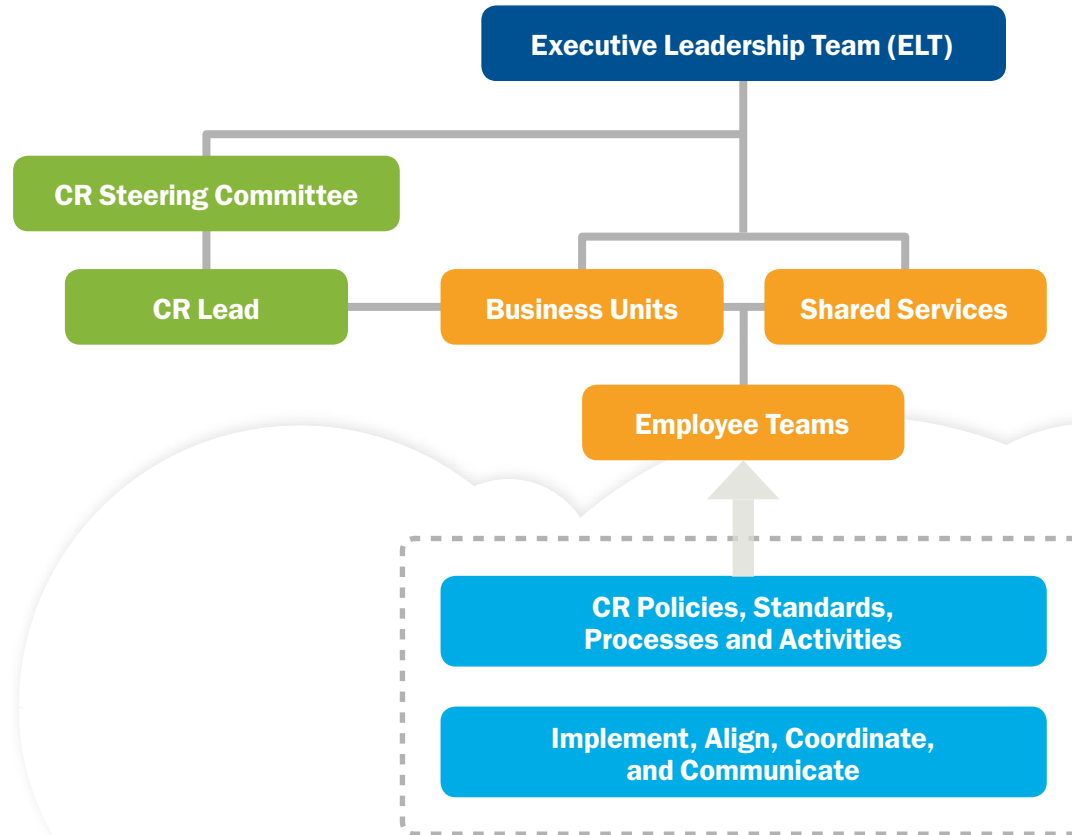 Executive Leadership Team (ELT)
CR Steering Committee
CR Lead
Business Units
Shared Services
Employee Teams
CR Policies, Standards,
Processes and Activities
Implement, Align, Coordinate,
and Communicate